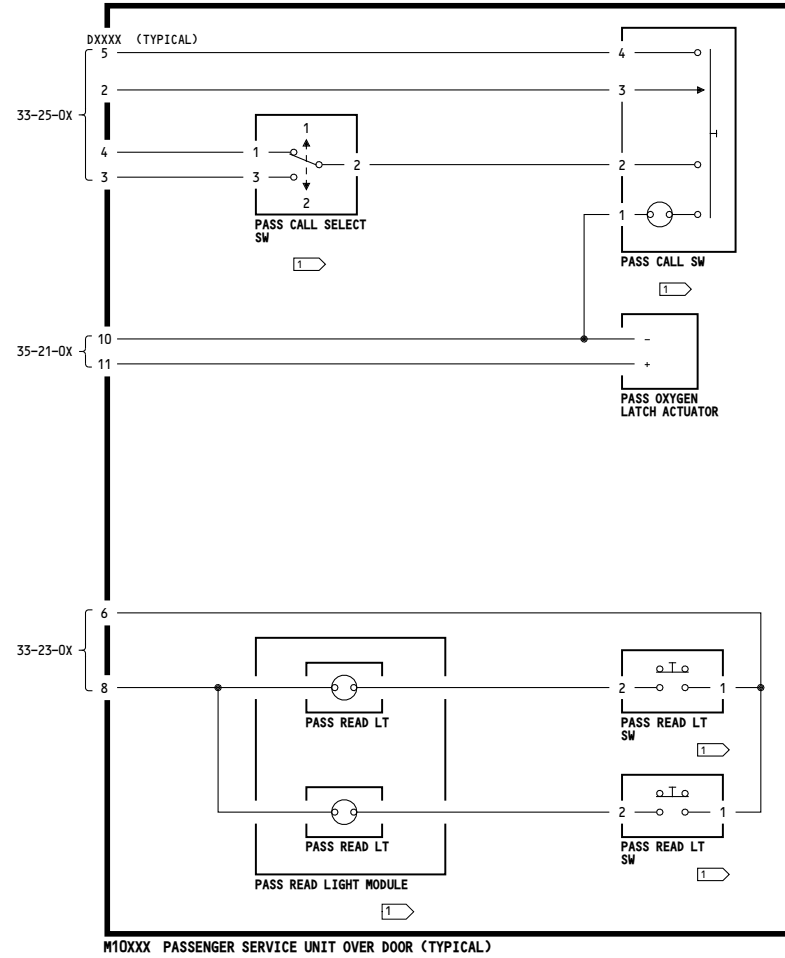 DXXXX (TYPICAL)
5
4
2
3
33-25-0X
1
4
1
2
2
3
3
2
1
PASS CALL SELECT
SW
PASS CALL SW
1
1
10
-
35-21-0X
11
+
PASS OXYGEN
LATCH ACTUATOR
6
33-23-0X
8
2
1
PASS READ LT
PASS READ LT
SW
1
2
1
PASS READ LT
PASS READ LT
SW
1
PASS READ LIGHT MODULE
1
M10XXX PASSENGER SERVICE UNIT OVER DOOR (TYPICAL)